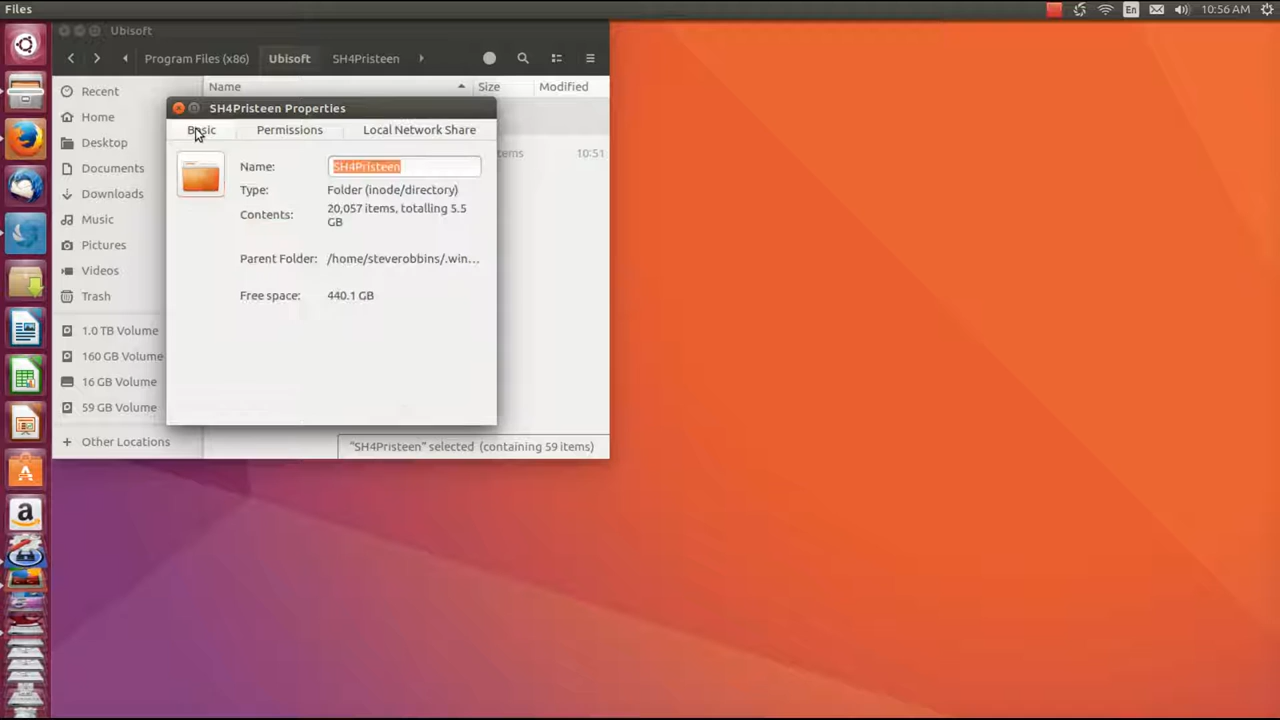 Files
En
10:56 AM
Ubisoft
Program Files (x86)
Ubisoft
SH4Pristeen
Name
Size
Modified
Recent
Home
Desktop
Documents
Downloads
Music
Pictures
Videos
Trash
1.0 TB Volume
160 GB Volume
16 GB Volume
59 GB Volume
Other Locations
10:51
SH4Pristeen Properties
Basic
Permissions
Local Network Share
Name:
SH4Pristeen
Type:
Folder (inode/directory)
Contents:
20,057 items, totalling 5.5
GB
Parent Folder:
/home/steverobbins/.win…
Free space:
440.1 GB
"SH4Pristeen" selected (containing 59 items)